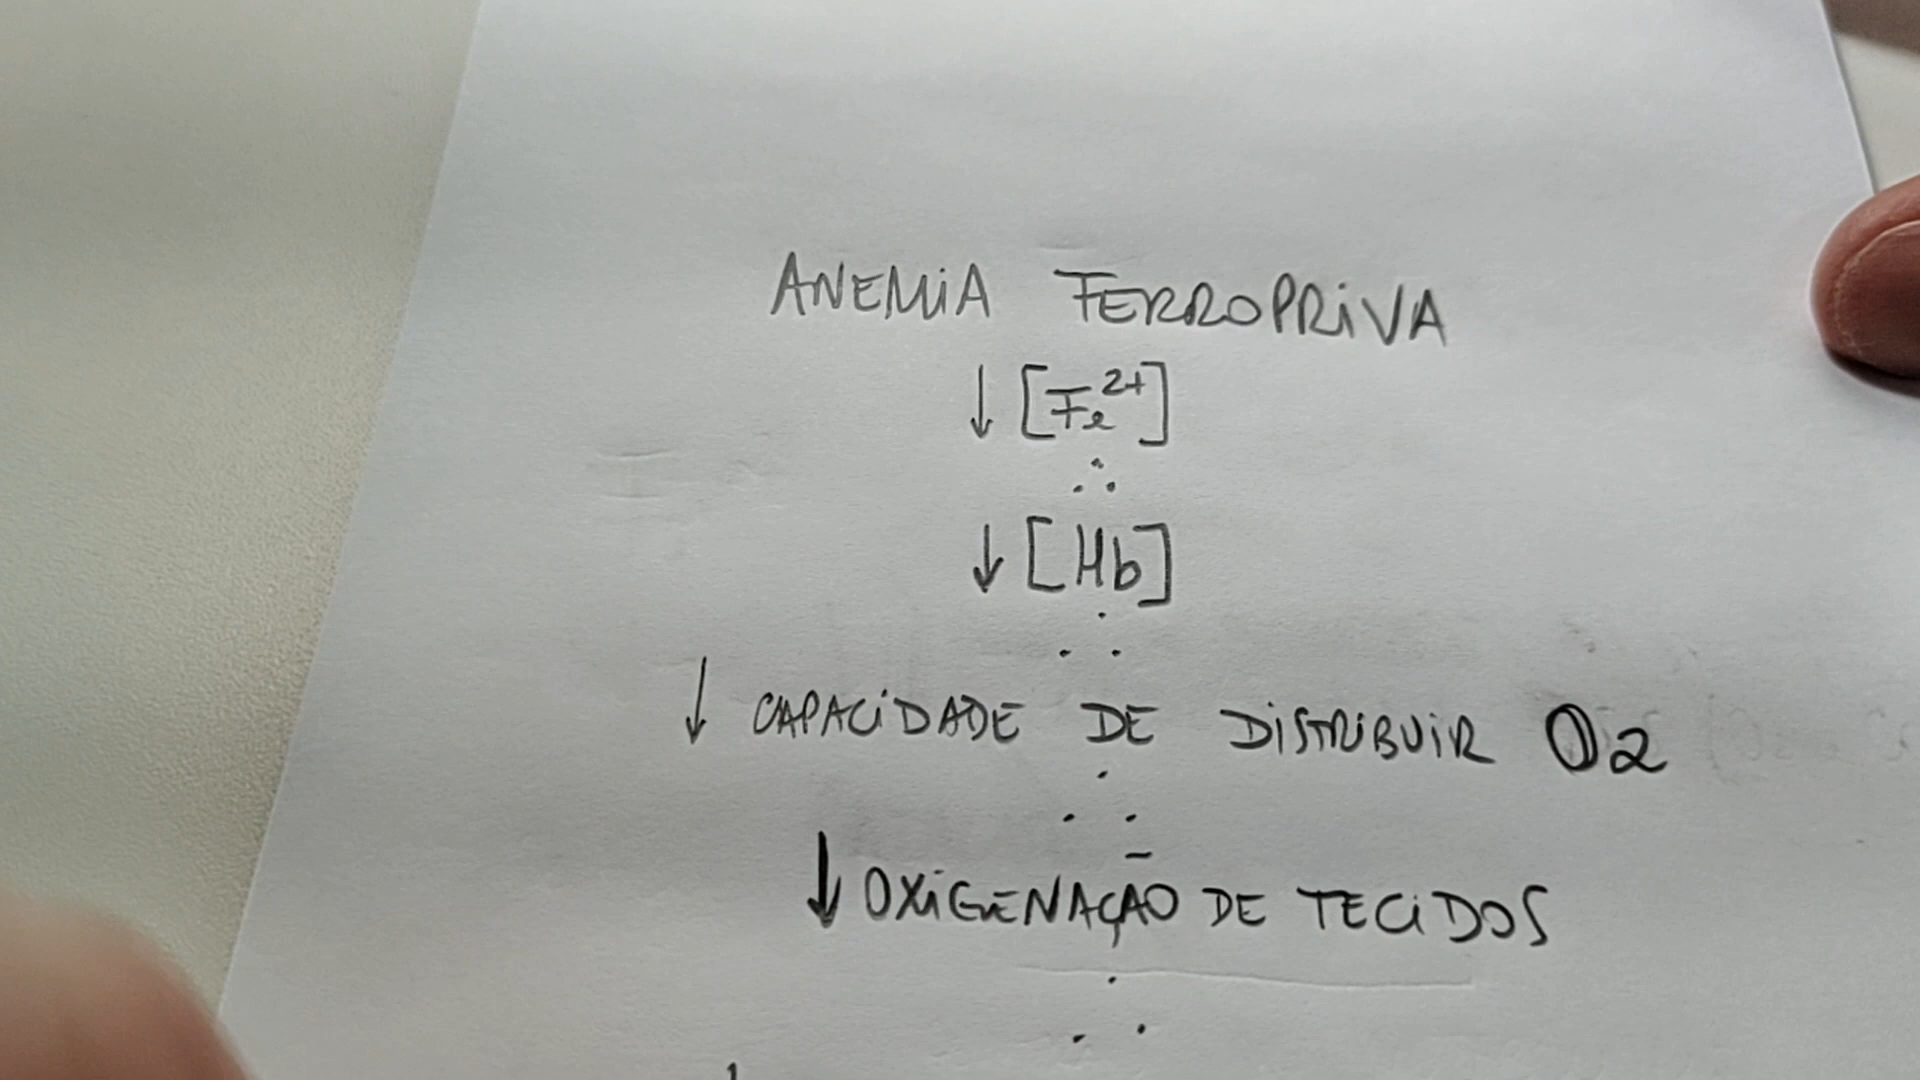 ANEMIA FERROPRIVA
↓ [Fe²⁺]
∴
↓ [Hb]
∴
↓ CAPACIDADE DE DISTRIBUIR O2
∴
↓ OXIGENAÇÃO DE TECIDOS
∴